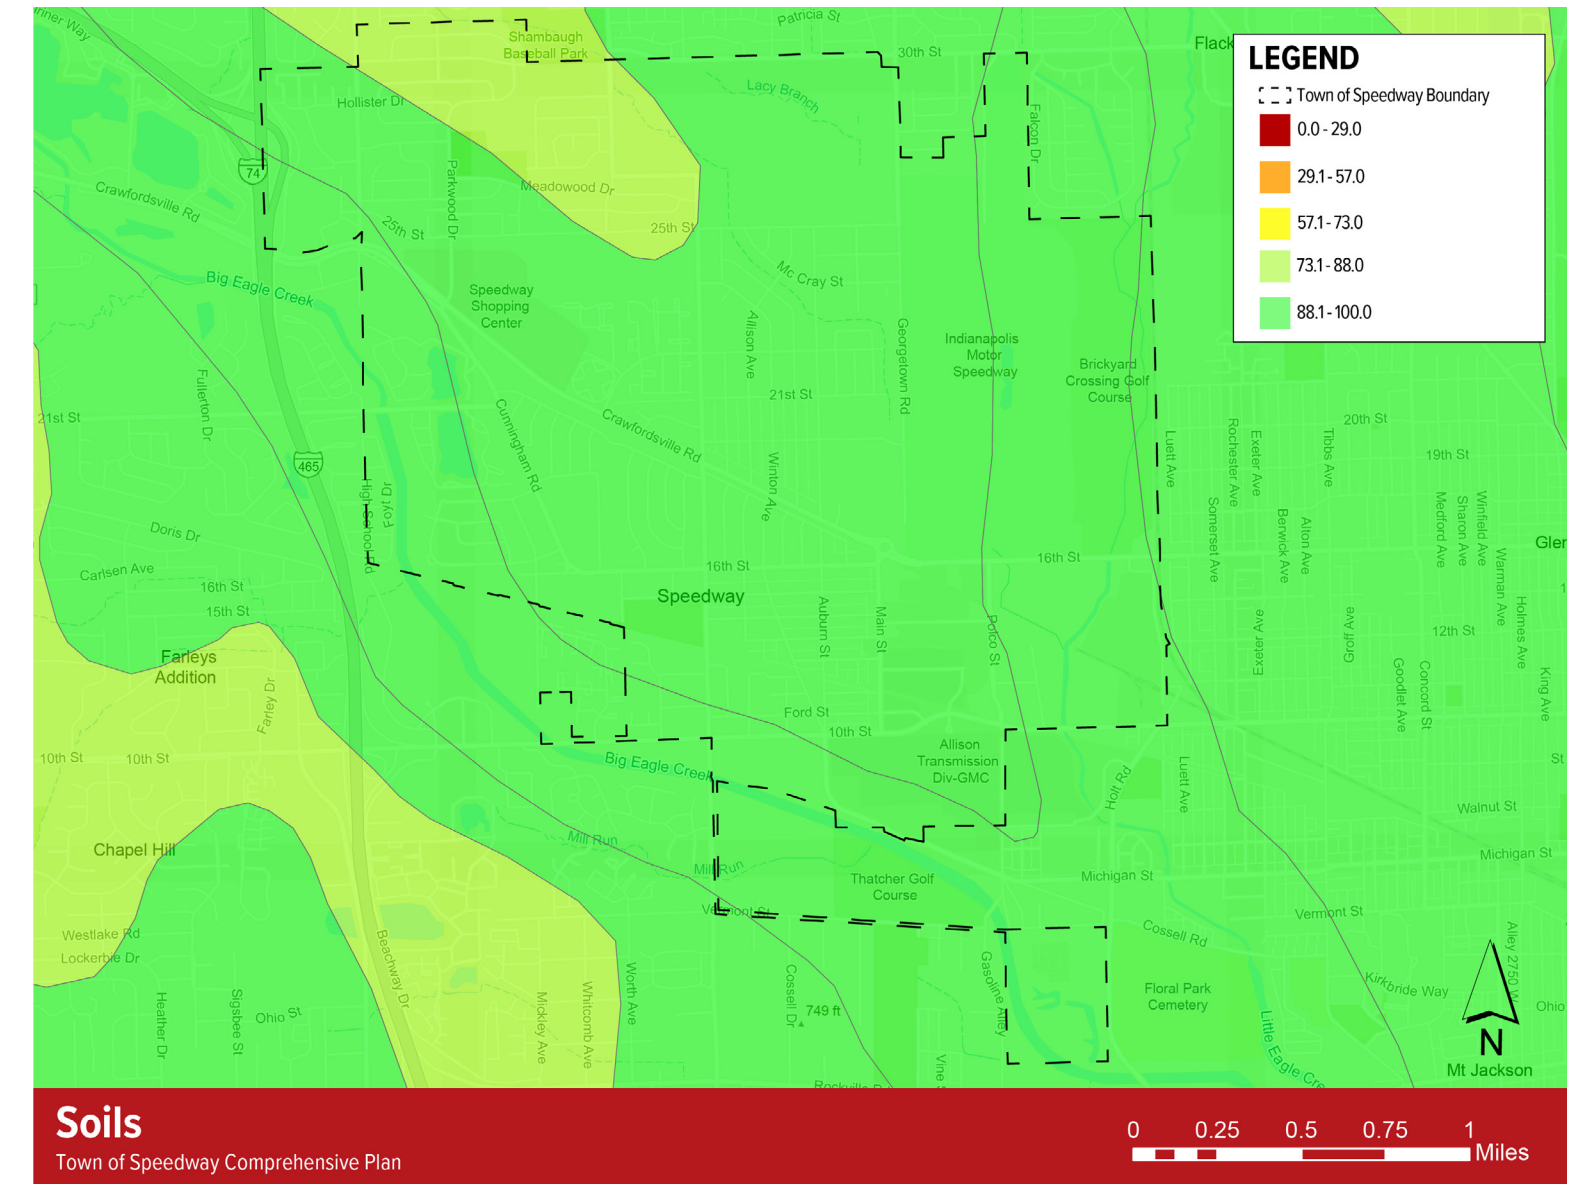 Patricia St
Shambaugh
Baseball Park
30th St
Flack
LEGEND
Town of Speedway Boundary
0.0 - 29.0
29.1 - 57.0
57.1 - 73.0
73.1 - 88.0
88.1 - 100.0
Hollister Dr
Lacy Branch
Falcon Dr
74
Crawfordsville Rd
Parkwood Dr
Meadowood Dr
25th St
25th St
Big Eagle Creek
Speedway
Shopping
Center
Mc Cray St
Allison Ave
Georgetown Rd
Indianapolis
Motor
Speedway
Brickyard
Crossing Golf
Course
21st St
Fullerton Dr
21st St
Cunningham Rd
Crawfordsville Rd
Winton Ave
Luett Ave
Rochester Ave
Exeter Ave
Tibbs Ave
20th St
19th St
465
High School Rd
Foyt Dr
Somerset Ave
Berwick Ave
Alton Ave
Medford Ave
Sharon Ave
Winfield Ave
Warman Ave
Holmes Ave
Doris Dr
Carlsen Ave
16th St
15th St
16th St
16th St
Glen
Speedway
Auburn St
Main St
Polco St
Exeter Ave
Groff Ave
12th St
Goodlet Ave
Concord St
King Ave
Farleys
Addition
Farley Dr
Ford St
10th St
10th St
10th St
Allison
Transmission
Div-GMC
Big Eagle Creek
Holt Rd
Luett Ave
St
Walnut St
Mill Run
Mill Run
Chapel Hill
Thatcher Golf
Course
Michigan St
Michigan St
Vermont St
Vermont St
Westlake Rd
Lockerbie Dr
Beachway Dr
Cossell Rd
Alley 2750 W
Heather Dr
Sigsbee St
Ohio St
Mickley Ave
Whitcomb Ave
Worth Ave
Cossell Dr
749 ft
Gasoline Alley
Floral Park
Cemetery
Kirkbride Way
Ohio
Little Eagle Cre
Vine
N
Mt Jackson
Soils
Town of Speedway Comprehensive Plan
0 0.25 0.5 0.75 1
Miles